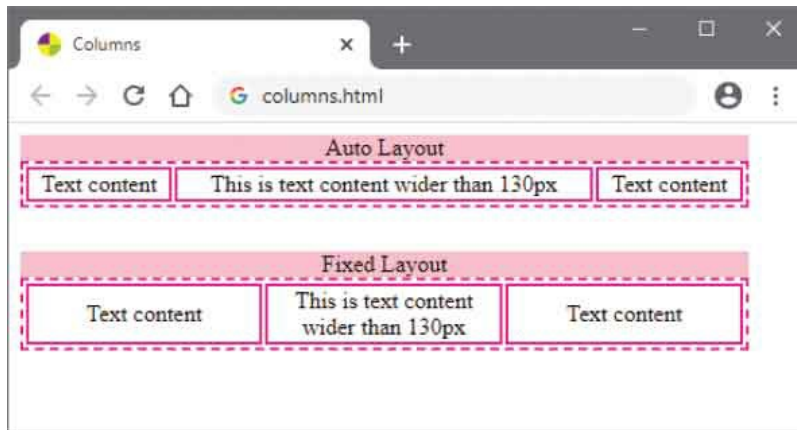 Columns
columns.html
Auto Layout
Text content This is text content wider than 130px Text content
Fixed Layout
Text content This is text content wider than 130px Text content